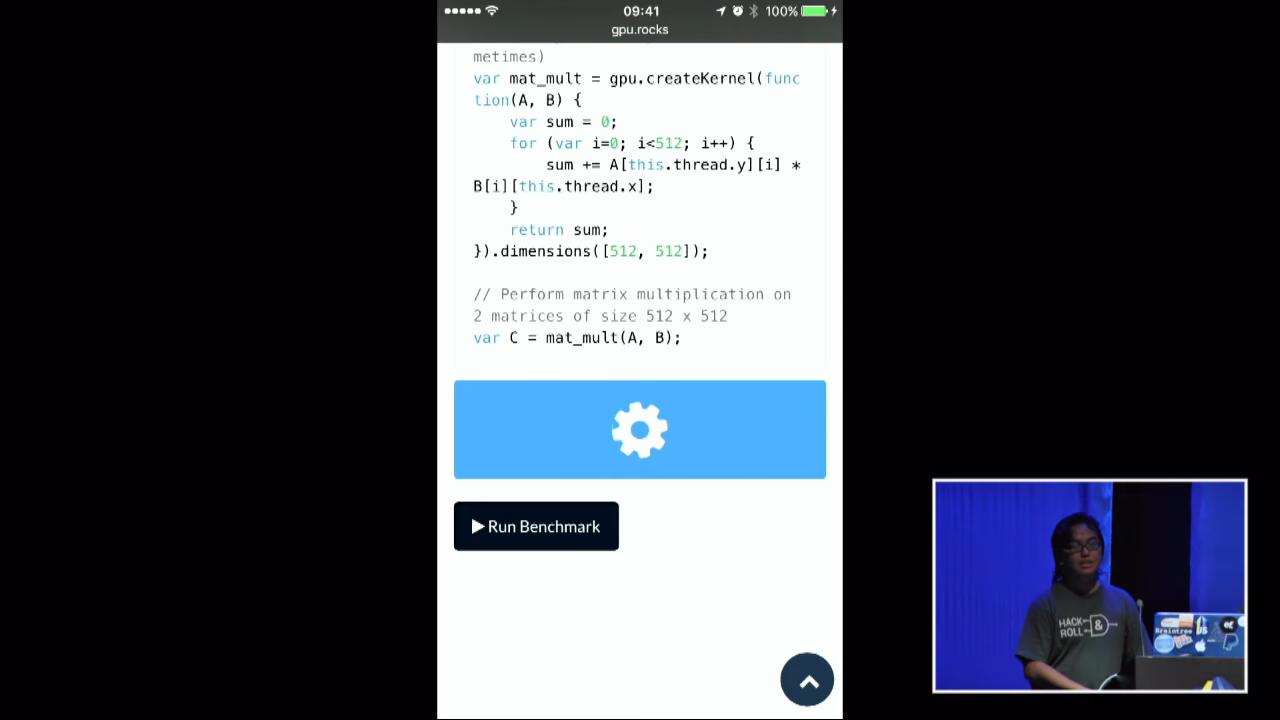 09:41
100%
gpu.rocks
metimes)
var mat_mult = gpu.createKernel(func
tion(A, B) {
var sum = 0;
for (var i=0; i<512; i++) {
sum += A[this.thread.y][i] *
B[i][this.thread.x];
}
return sum;
}).dimensions([512, 512]);
// Perform matrix multiplication on
2 matrices of size 512 x 512
var C = mat_mult(A, B);
Run Benchmark
HACK
ROLL
&
Braintree